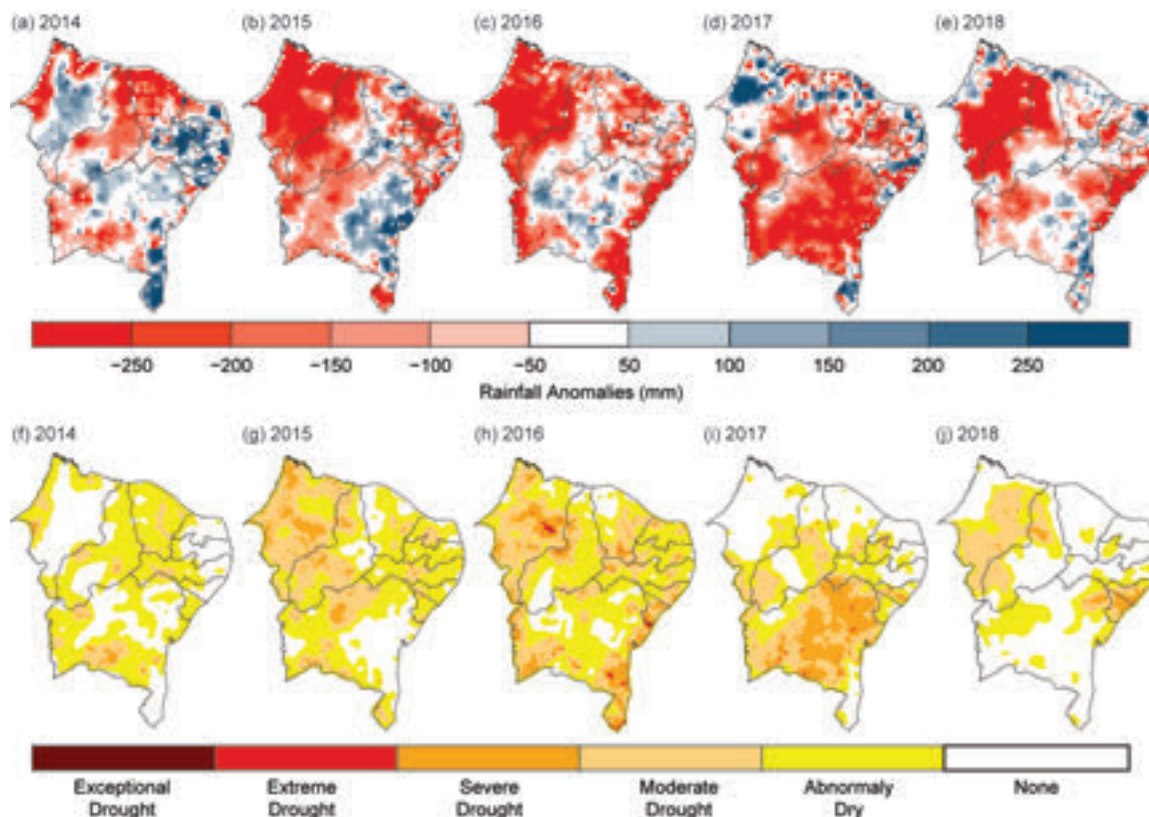 (a) 2014 (b) 2015 (c) 2016 (d) 2017 (e) 2018
−250 −200 −150 −100 −50 50 100 150 200 250
Rainfall Anomalies (mm)
(f) 2014 (g) 2015 (h) 2016 (i) 2017 (j) 2018
Exceptional Extreme Severe Moderate Abnormaly None
Drought Drought Drought Drought Dry